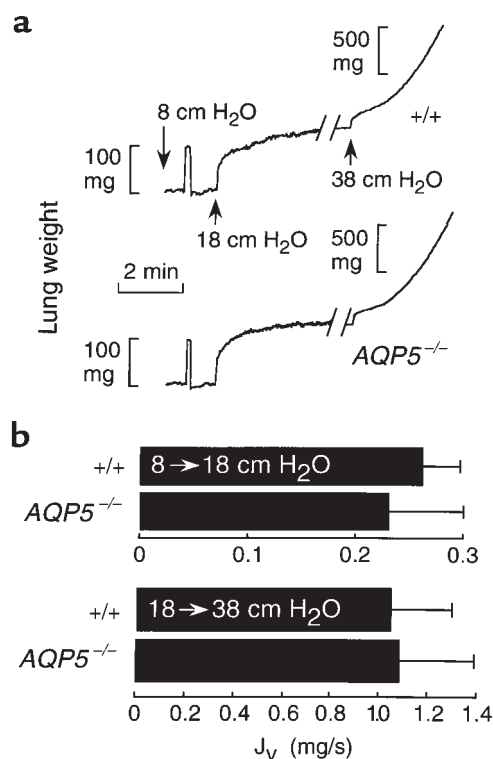 a
500
mg
8 cm H2O
+/+
100
mg
38 cm H2O
18 cm H2O
Lung weight
2 min
500
mg
100
mg
AQP5−/−
b
+/+
8 → 18 cm H2O
AQP5−/−
0 0.1 0.2 0.3
+/+
18 → 38 cm H2O
AQP5−/−
0 0.2 0.4 0.6 0.8 1.0 1.2 1.4
Jv (mg/s)